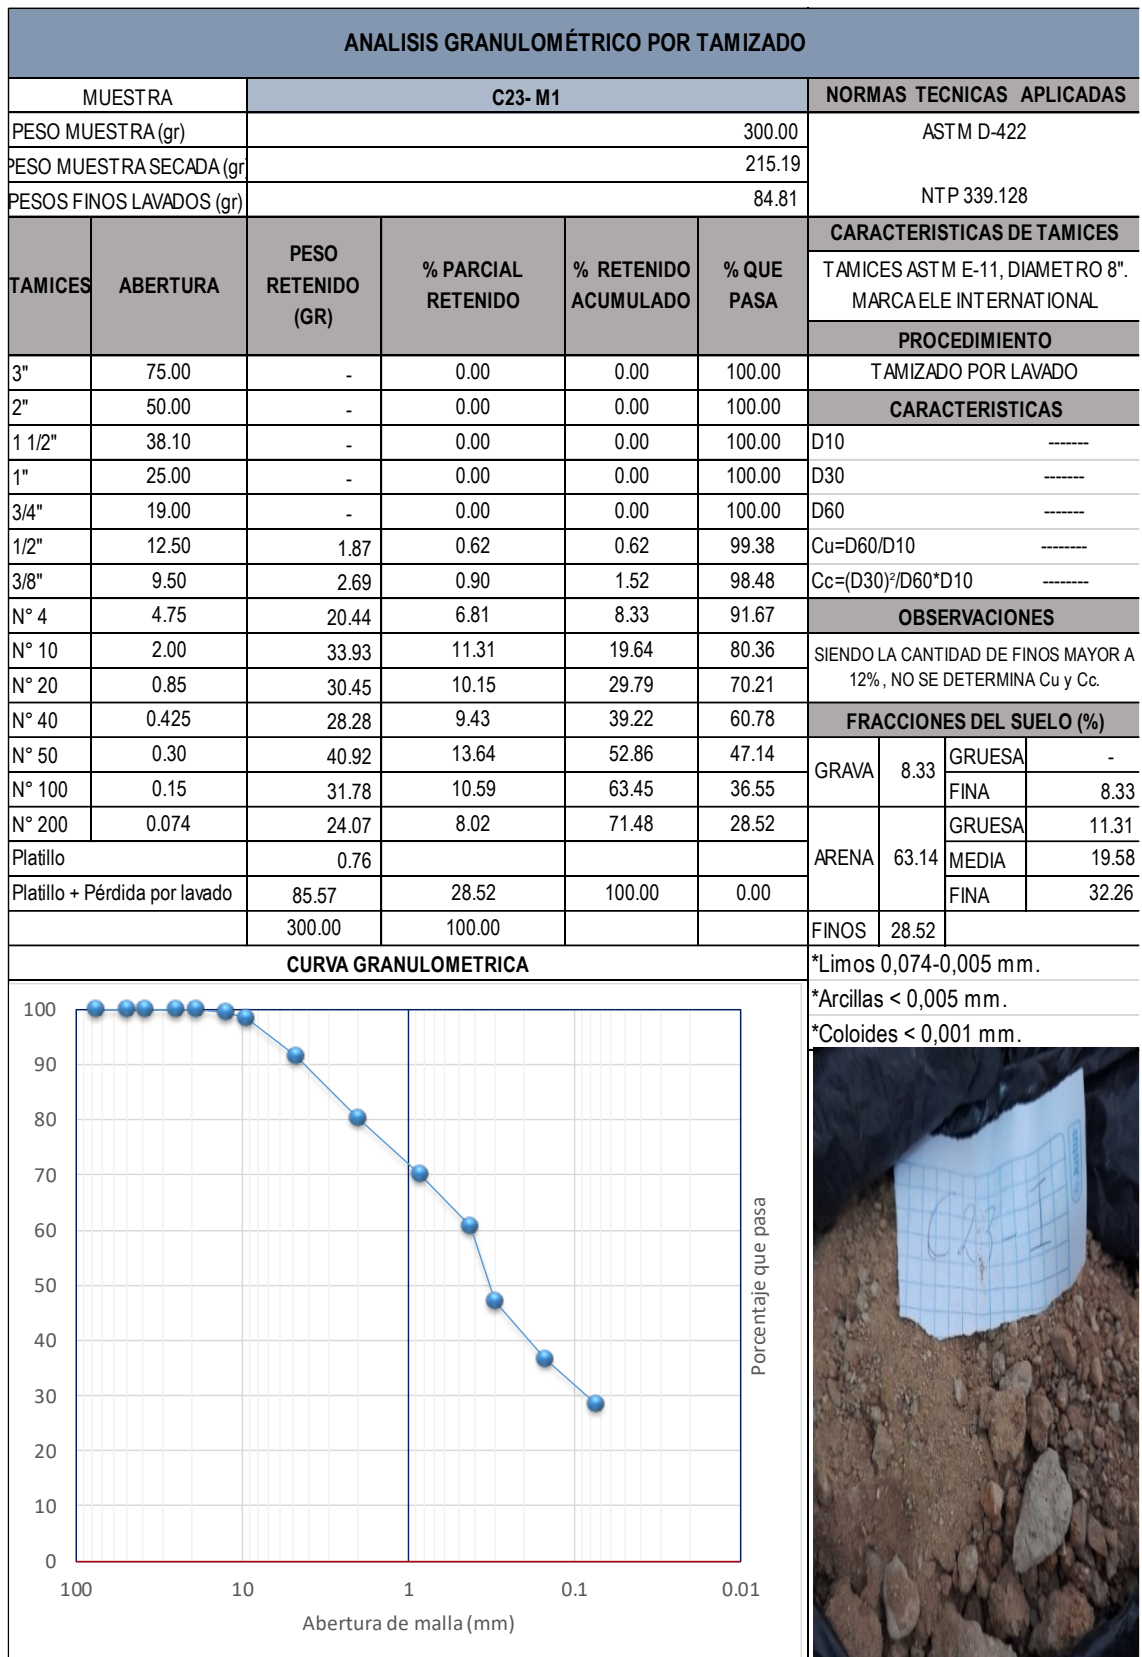 ANALISIS GRANULOMÉTRICO POR TAMIZADO
MUESTRA C23- M1 NORMAS TECNICAS APLICADAS
PESO MUESTRA (gr) 300.00 ASTM D-422
PESO MUESTRA SECADA (gr) 215.19
PESOS FINOS LAVADOS (gr) 84.81 NTP 339.128
TAMICES ABERTURA PESO RETENIDO (GR) % PARCIAL RETENIDO % RETENIDO ACUMULADO % QUE PASA
CARACTERISTICAS DE TAMICES
TAMICES ASTM E-11, DIAMETRO 8".
MARCA ELE INTERNATIONAL
PROCEDIMIENTO
3" 75.00 - 0.00 0.00 100.00 TAMIZADO POR LAVADO
2" 50.00 - 0.00 0.00 100.00 CARACTERISTICAS
1 1/2" 38.10 - 0.00 0.00 100.00 D10 -------
1" 25.00 - 0.00 0.00 100.00 D30 -------
3/4" 19.00 - 0.00 0.00 100.00 D60 -------
1/2" 12.50 1.87 0.62 0.62 99.38 Cu=D60/D10 --------
3/8" 9.50 2.69 0.90 1.52 98.48 Cc=(D30)²/D60*D10 --------
N° 4 4.75 20.44 6.81 8.33 91.67 OBSERVACIONES
N° 10 2.00 33.93 11.31 19.64 80.36 SIENDO LA CANTIDAD DE FINOS MAYOR A
N° 20 0.85 30.45 10.15 29.79 70.21 12% , NO SE DETERMINA Cu y Cc.
N° 40 0.425 28.28 9.43 39.22 60.78 FRACCIONES DEL SUELO (%)
N° 50 0.30 40.92 13.64 52.86 47.14 GRAVA 8.33 GRUESA -
N° 100 0.15 31.78 10.59 63.45 36.55 FINA 8.33
N° 200 0.074 24.07 8.02 71.48 28.52 GRUESA 11.31
Platillo 0.76 ARENA 63.14 MEDIA 19.58
Platillo + Pérdida por lavado 85.57 28.52 100.00 0.00 FINA 32.26
300.00 100.00 FINOS 28.52
CURVA GRANULOMETRICA *Limos 0,074-0,005 mm.
*Arcillas < 0,005 mm.
*Coloides < 0,001 mm.
100
90
80
70
60
50
40
30
20
10
0
100 10 1 0.1 0.01
Abertura de malla (mm)
Porcentaje que pasa
JUSTUS
C23 - I